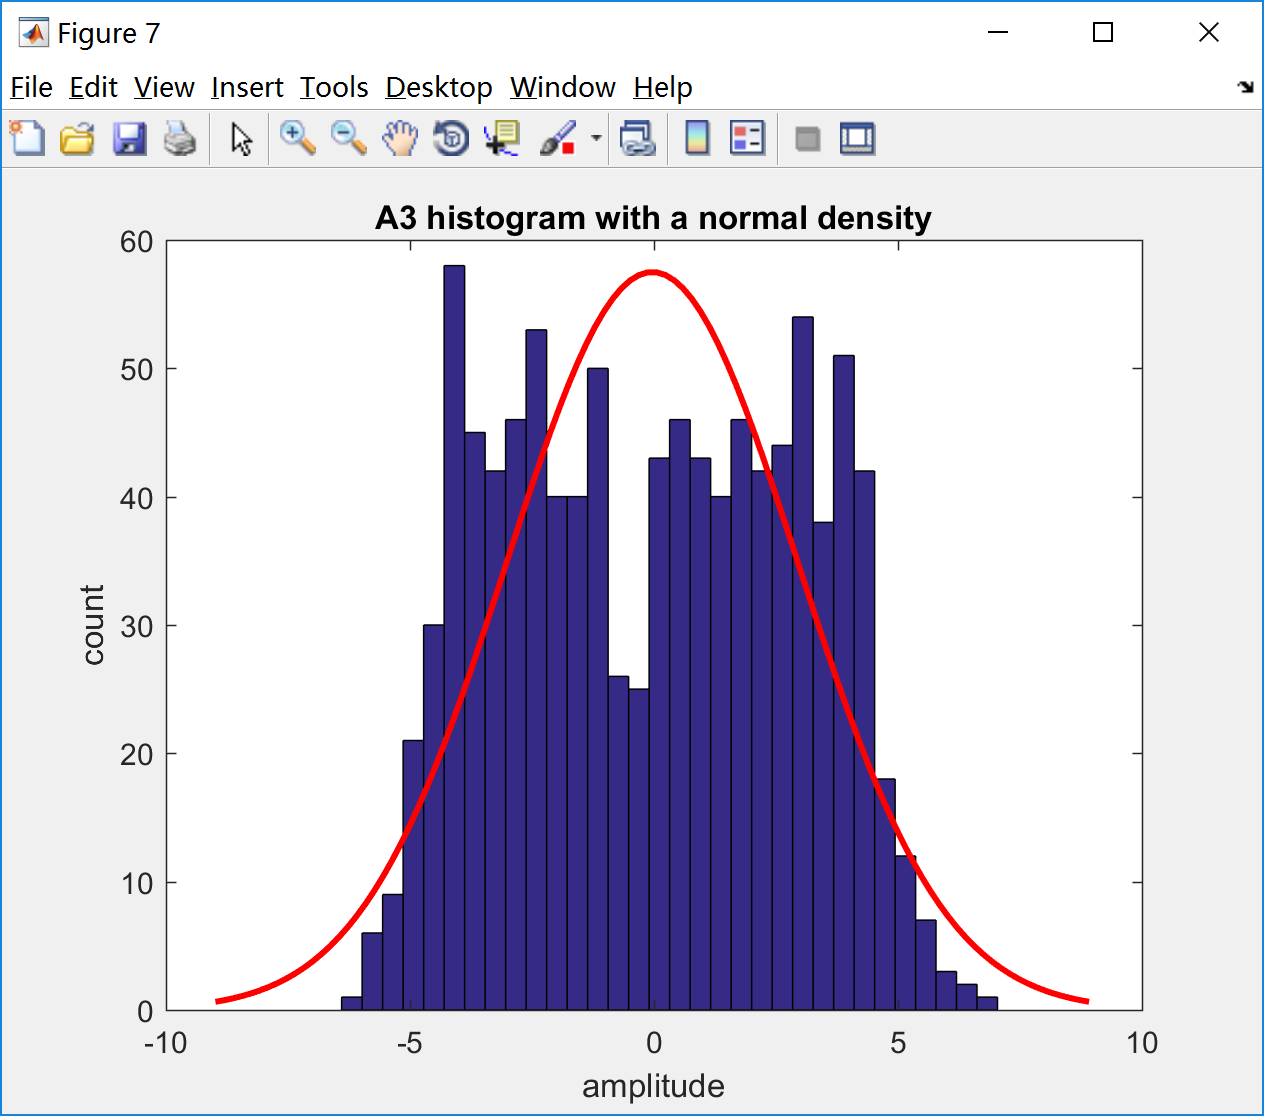 Figure 7
File Edit View Insert Tools Desktop Window Help
A3 histogram with a normal density
60
50
40
30
20
10
0
count
-10 -5 0 5 10
amplitude